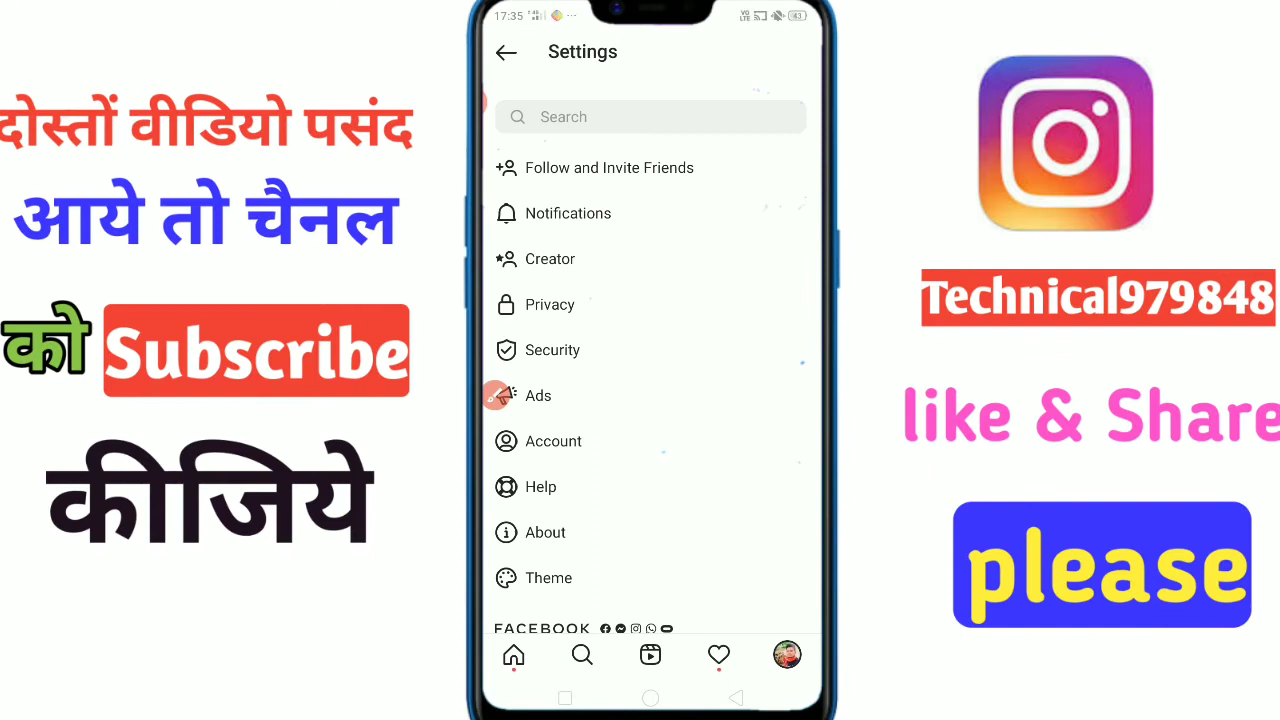 दोस्तों वीडियो पसंद
आये तो चैनल
को Subscribe
कीजिये
17:35
Settings
Search
Follow and Invite Friends
Notifications
Creator
Privacy
Security
Ads
Account
Help
About
Theme
FACEBOOK
Technical979848
like & Share
please